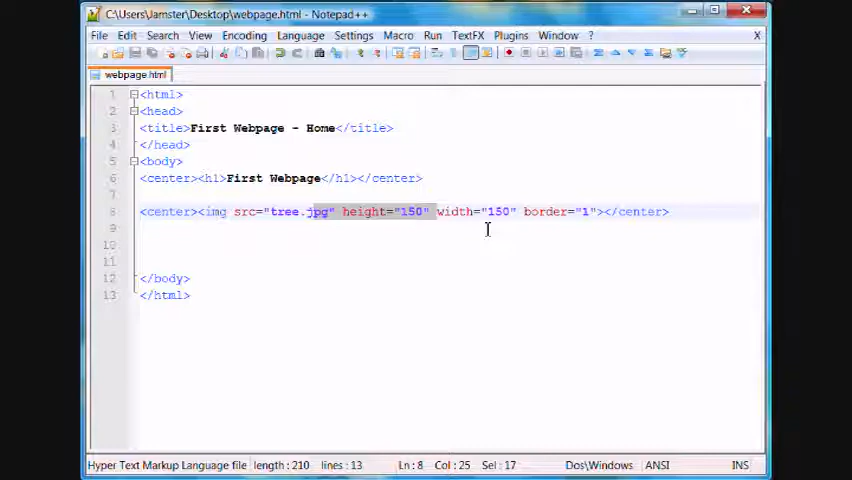 C:\Users\Jamster\Desktop\webpage.html - Notepad++
File Edit Search View Encoding Language Settings Macro Run TextFX Plugins Window ? X
webpage.html
1 <html>
2 <head>
3 <title>First Webpage - Home</title>
4 </head>
5 <body>
6 <center><h1>First Webpage</h1></center>
7
8 <center><img src="tree.jpg" height="150" width="150" border="1"></center>
9
10
11
12 </body>
13 </html>
Hyper Text Markup Language file length : 210 lines : 13 Ln : 8 Col : 25 Sel : 17 Dos\Windows ANSI INS